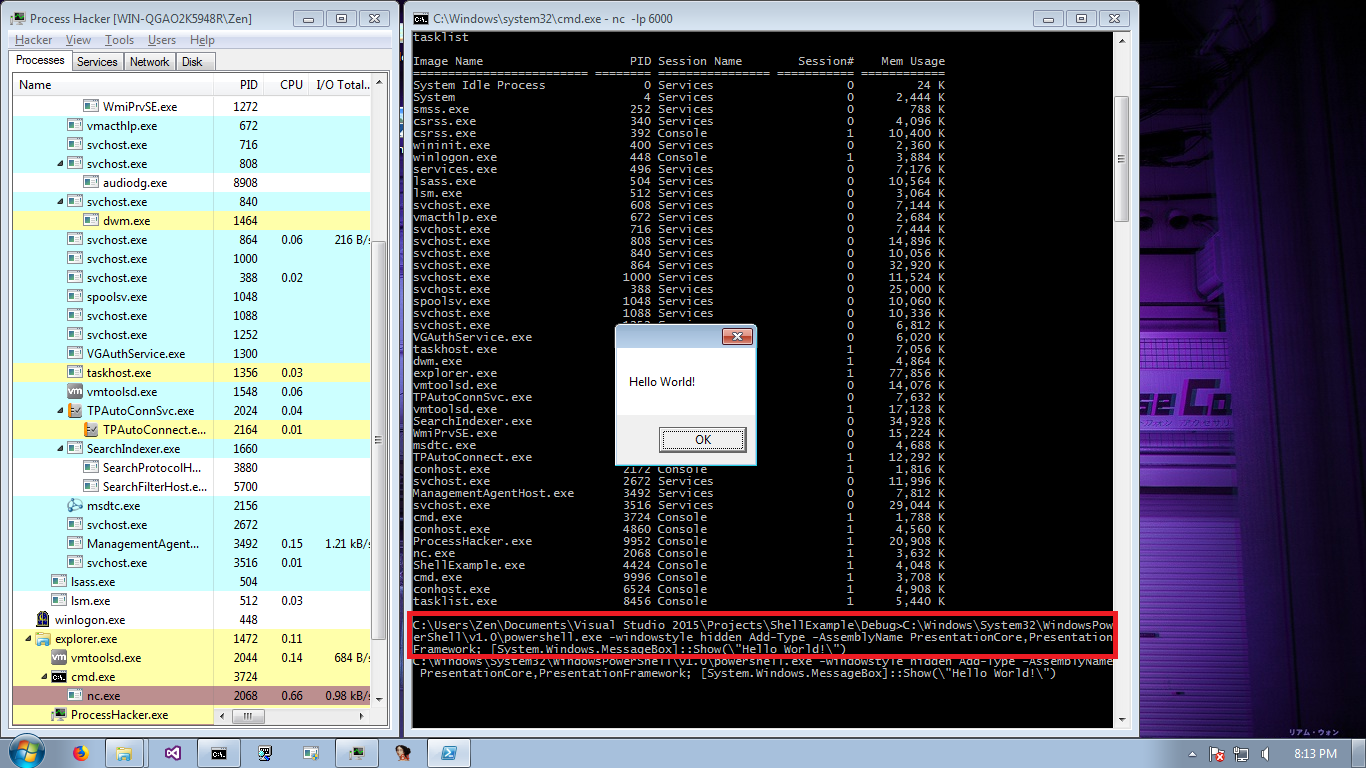 Process Hacker [WIN-QGAO2K5948R\Zen]
Hacker View Tools Users Help
Processes Services Network Disk
Name PID CPU I/O Total...
WmiPrvSE.exe 1272
vmacthlp.exe 672
svchost.exe 716
svchost.exe 808
audiodg.exe 8908
svchost.exe 840
dwm.exe 1464
svchost.exe 864 0.06 216 B/s
svchost.exe 1000
svchost.exe 388 0.02
spoolsv.exe 1048
svchost.exe 1088
svchost.exe 1252
VGAuthService.exe 1300
taskhost.exe 1356 0.03
vmtoolsd.exe 1548 0.06
TPAutoConnSvc.exe 2024 0.04
TPAutoConnect.e... 2164 0.01
SearchIndexer.exe 1660
SearchProtocolH... 3880
SearchFilterHost.e... 5700
msdtc.exe 2156
svchost.exe 2672
ManagementAgent... 3492 0.15 1.21 kB/s
svchost.exe 3516 0.01
lsass.exe 504
lsm.exe 512 0.03
winlogon.exe 448
explorer.exe 1472 0.11
vmtoolsd.exe 2044 0.14 684 B/s
cmd.exe 3724
nc.exe 2068 0.66 0.98 kB/s
ProcessHacker.exe
C:\Windows\system32\cmd.exe - nc -lp 6000
tasklist
Image Name PID Session Name Session# Mem Usage
========================= ======== ================ =========== ============
System Idle Process 0 Services 0 24 K
System 4 Services 0 2,444 K
smss.exe 252 Services 0 788 K
csrss.exe 340 Services 0 4,096 K
csrss.exe 392 Console 1 10,400 K
wininit.exe 400 Services 0 2,360 K
winlogon.exe 448 Console 1 3,884 K
services.exe 496 Services 0 7,176 K
lsass.exe 504 Services 0 10,564 K
lsm.exe 512 Services 0 3,064 K
svchost.exe 608 Services 0 7,144 K
vmacthlp.exe 672 Services 0 2,684 K
svchost.exe 716 Services 0 7,444 K
svchost.exe 808 Services 0 14,896 K
svchost.exe 840 Services 0 10,056 K
svchost.exe 864 Services 0 32,920 K
svchost.exe 1000 Services 0 11,524 K
svchost.exe 388 Services 0 25,000 K
spoolsv.exe 1048 Services 0 10,060 K
svchost.exe 1088 Services 0 10,336 K
svchost.exe 0 6,812 K
VGAuthService.exe 0 6,020 K
taskhost.exe 1 7,056 K
dwm.exe 1 4,864 K
explorer.exe 1 77,856 K
vmtoolsd.exe 0 14,076 K
TPAutoConnSvc.exe 0 7,632 K
vmtoolsd.exe 1 17,128 K
SearchIndexer.exe 0 34,928 K
WmiPrvSE.exe 0 15,224 K
msdtc.exe 0 4,688 K
TPAutoConnect.exe 1 12,292 K
conhost.exe 2172 Console 1 1,816 K
svchost.exe 2672 Services 0 11,996 K
ManagementAgentHost.exe 3492 Services 0 7,812 K
svchost.exe 3516 Services 0 29,044 K
cmd.exe 3724 Console 1 1,788 K
conhost.exe 4860 Console 1 4,560 K
ProcessHacker.exe 9952 Console 1 20,908 K
nc.exe 2068 Console 1 3,632 K
ShellExample.exe 4424 Console 1 4,048 K
cmd.exe 9996 Console 1 3,708 K
conhost.exe 6524 Console 1 4,908 K
tasklist.exe 8456 Console 1 5,440 K
C:\Users\Zen\Documents\Visual Studio 2015\Projects\ShellExample\Debug>C:\Windows\System32\WindowsPow
erShell\v1.0\powershell.exe -windowstyle hidden Add-Type -AssemblyName PresentationCore,Presentation
Framework; [System.Windows.MessageBox]::Show(\"Hello World!\")
C:\Windows\System32\WindowsPowerShell\v1.0\powershell.exe -windowstyle hidden Add-Type -AssemblyName
PresentationCore,PresentationFramework; [System.Windows.MessageBox]::Show(\"Hello World!\")
Hello World!
OK
リアム・ウォン
8:13 PM